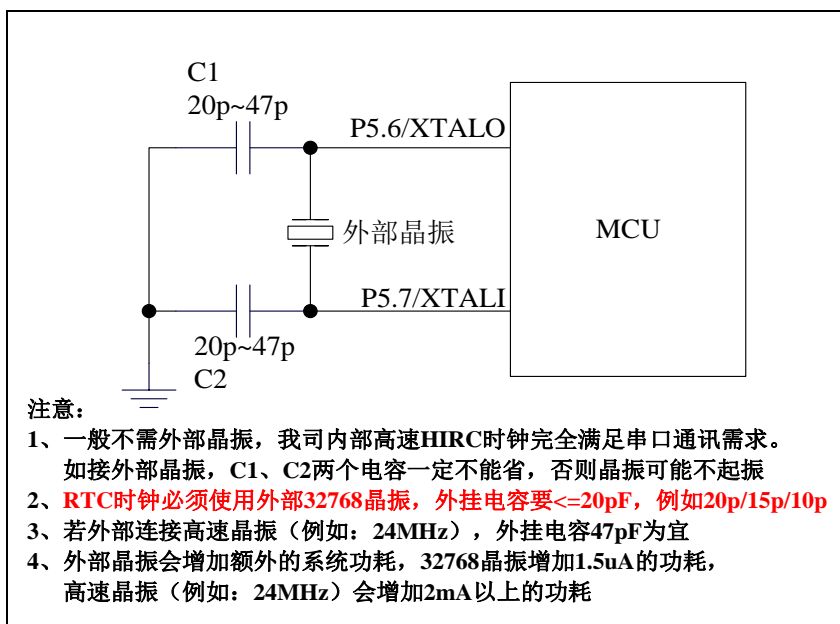 C1
20p~47p
P5.6/XTALO
外部晶振
MCU
P5.7/XTALI
20p~47p
C2
注意：
1、一般不需外部晶振，我司内部高速HIRC时钟完全满足串口通讯需求。
如接外部晶振，C1、C2两个电容一定不能省，否则晶振可能不起振
2、RTC时钟必须使用外部32768晶振，外挂电容要<=20pF，例如20p/15p/10p
3、若外部连接高速晶振（例如：24MHz），外挂电容47pF为宜
4、外部晶振会增加额外的系统功耗，32768晶振增加1.5uA的功耗，
高速晶振（例如：24MHz）会增加2mA以上的功耗